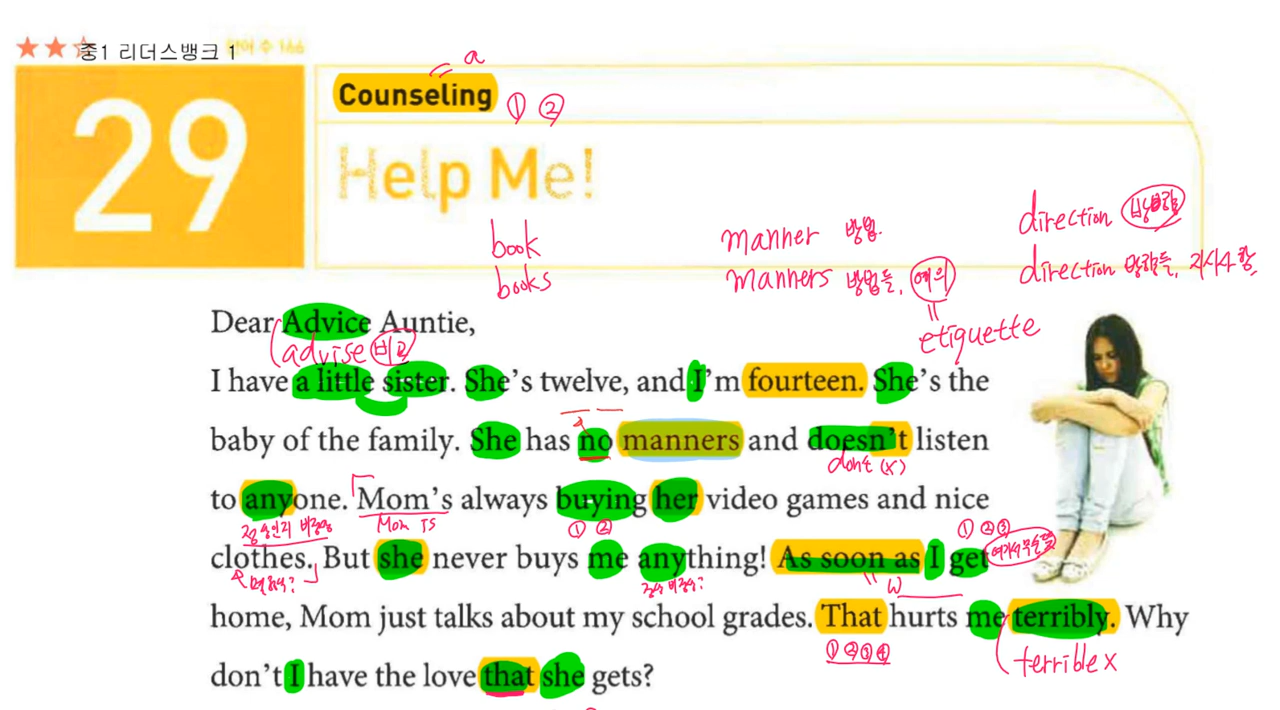 중1 리더스뱅크 1
단어 수 166
29
Counseling
a
① ②
Help Me!
book
books
manner 방법.
manners 방법들, 예의
=
etiquette
direction
direction 방향들, 지시사항
Dear Advice Auntie,
advise
I have a little sister. She's twelve, and I'm fourteen. She's the
baby of the family. She has no manners and doesn't listen
don't (x)
to anyone. Mom's always buying her video games and nice
Mom is
① ②
① ② ③
clothes. But she never buys me anything! As soon as I get
home, Mom just talks about my school grades. That hurts me terribly. Why
① ② ③ ④
terrible x
don't I have the love that she gets?